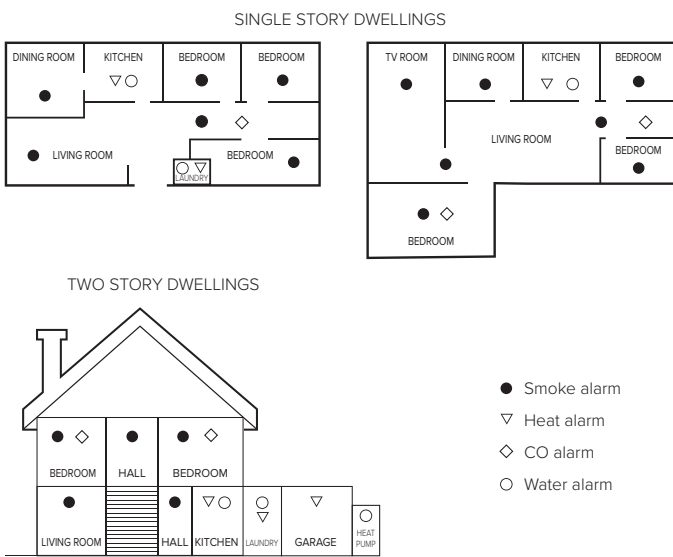 SINGLE STORY DWELLINGS
DINING ROOM
KITCHEN
BEDROOM
BEDROOM
LIVING ROOM
BEDROOM
LAUNDRY
TV ROOM
DINING ROOM
KITCHEN
BEDROOM
LIVING ROOM
BEDROOM
BEDROOM
TWO STORY DWELLINGS
BEDROOM
HALL
BEDROOM
LIVING ROOM
HALL
KITCHEN
LAUNDRY
GARAGE
HEAT
PUMP
Smoke alarm
Heat alarm
CO alarm
Water alarm